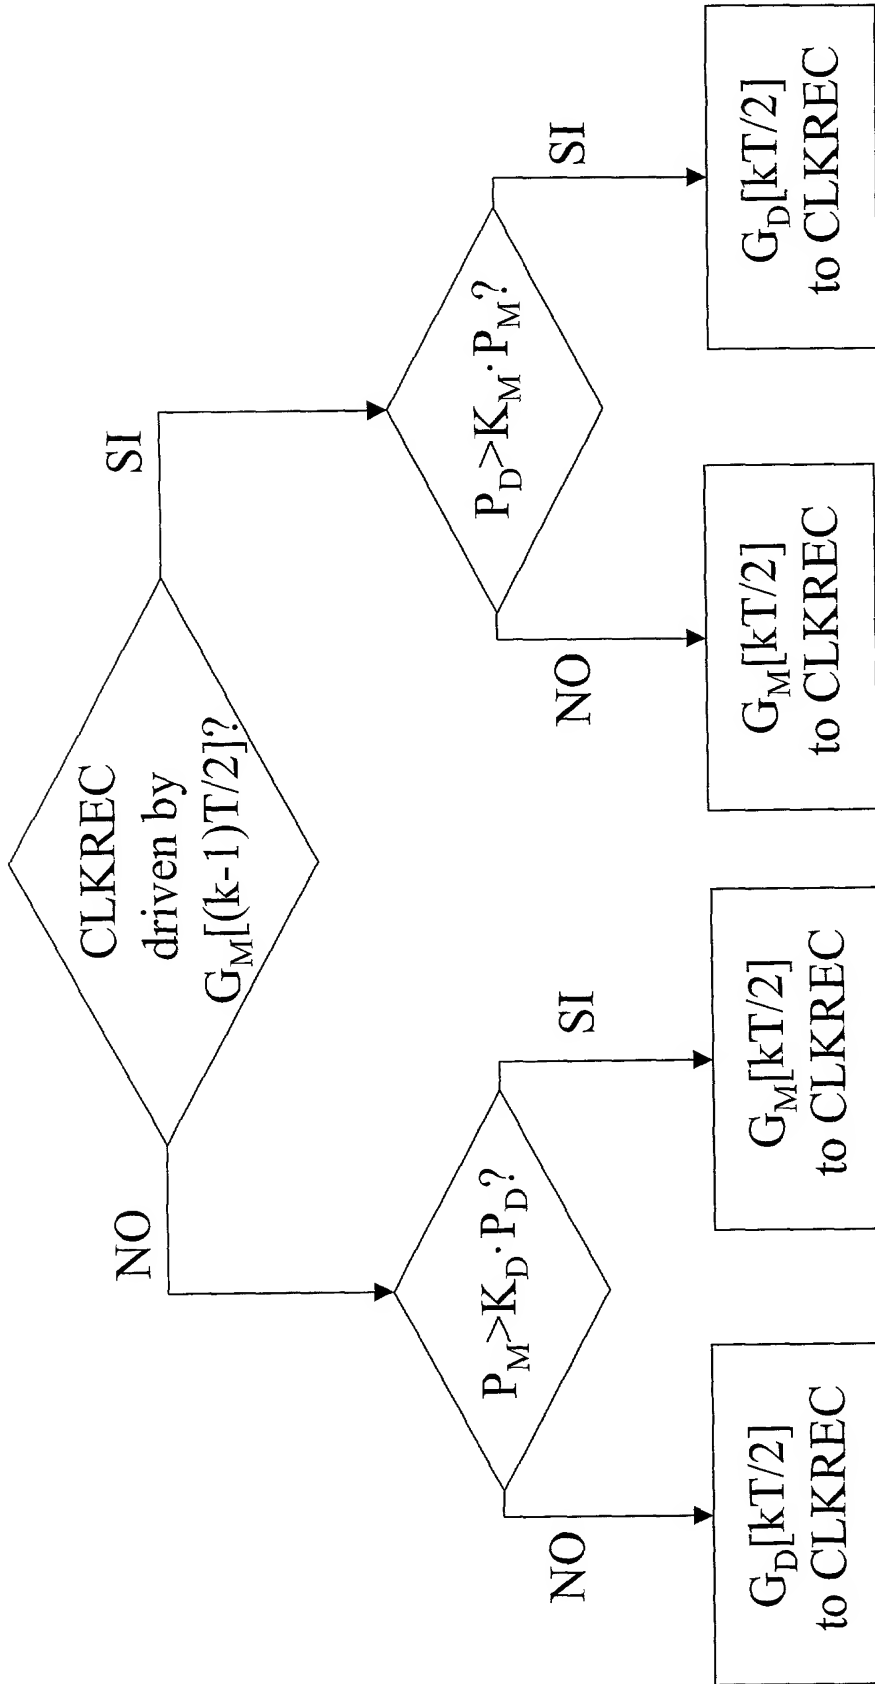 CLKREC
driven by
G_M[(k-1)T/2]?
NO
SI
P_M>K_D·P_D?
P_D>K_M·P_M?
NO
SI
NO
SI
G_D[kT/2]
to CLKREC
G_M[kT/2]
to CLKREC
G_M[kT/2]
to CLKREC
G_D[kT/2]
to CLKREC